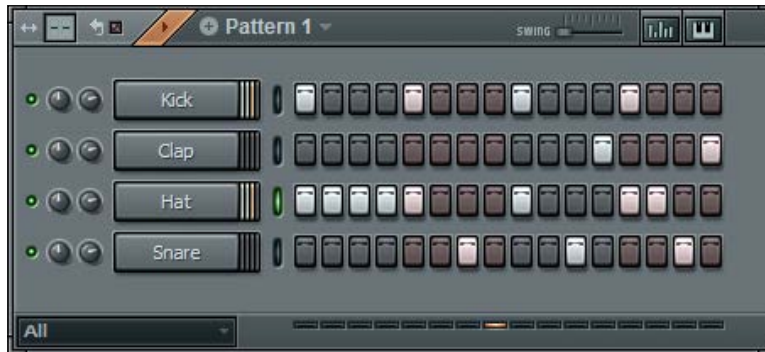 Pattern 1
SWING
Kick
Clap
Hat
Snare
All